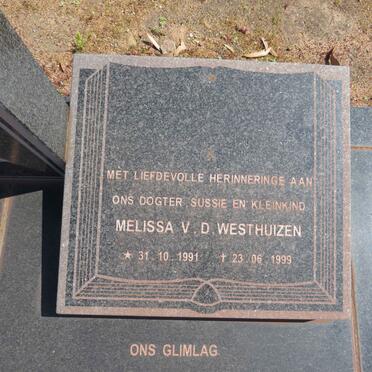 MET LIEFDEVOLLE HERINNERINGE AAN
ONS DOGTER SUSSIE EN KLEINKIND
MELISSA V.D. WESTHUIZEN
★ 31.10.1991 ✝ 23.06.1999
ONS GLIMLAG